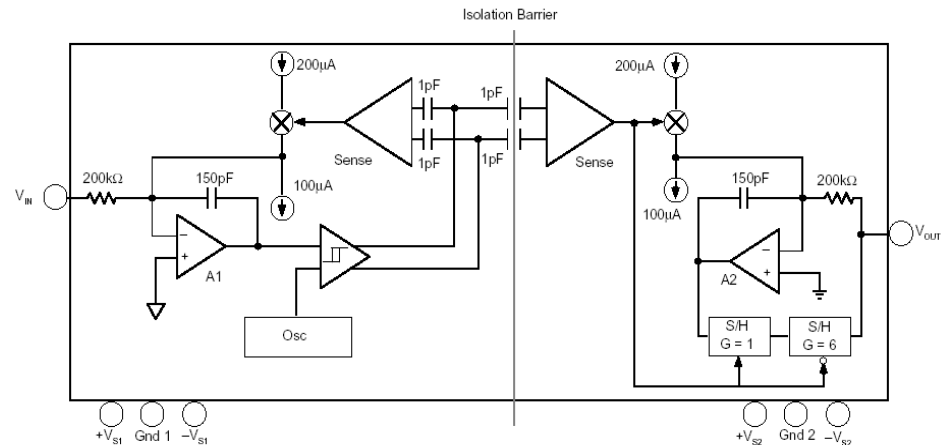 Isolation Barrier
200μA
1pF
1pF
200μA
1pF
1pF
Sense
Sense
200kΩ
150pF
100μA
150pF
200kΩ
100μA
V_IN
−
+
A1
V_OUT
−
+
A2
Osc
S/H
G = 1
S/H
G = 6
+V_S1
Gnd 1
−V_S1
+V_S2
Gnd 2
−V_S2